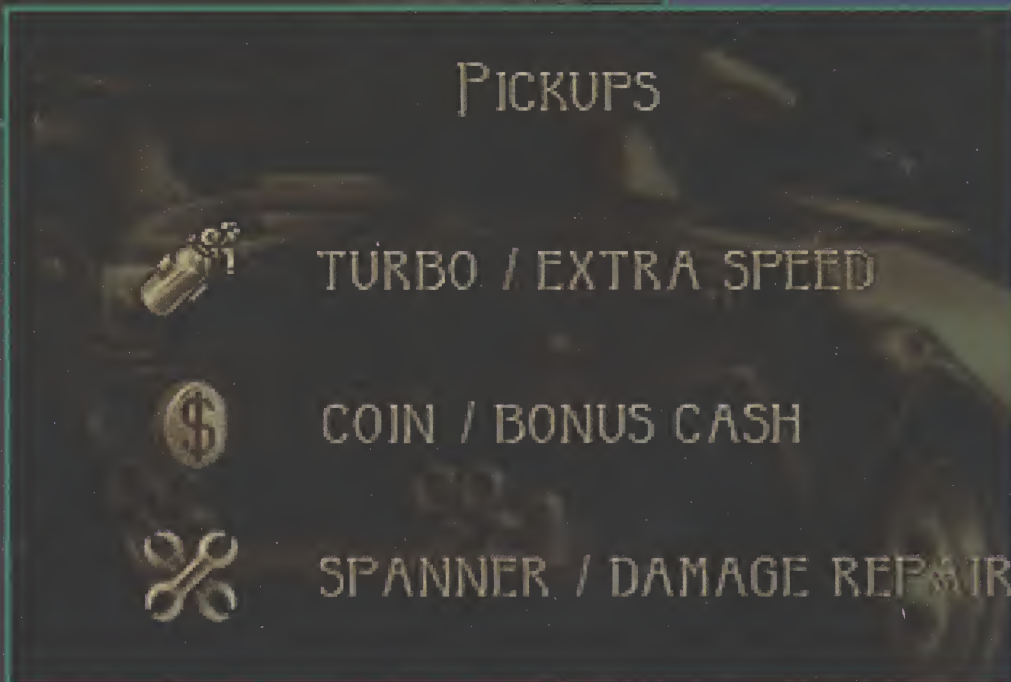 PICKUPS
TURBO / EXTRA SPEED
$
COIN / BONUS CASH
SPANNER / DAMAGE REPAIR